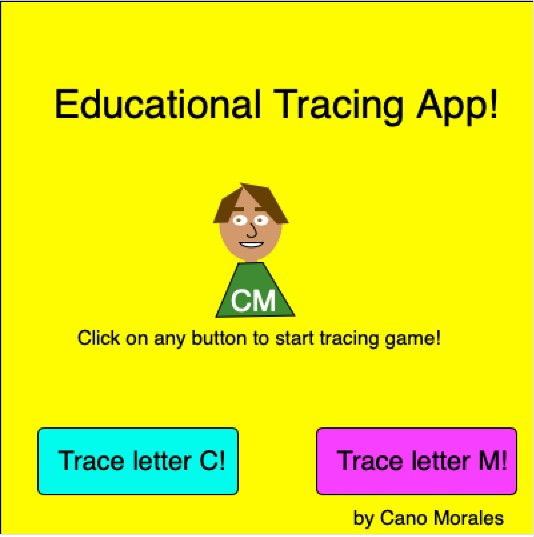 Educational Tracing App!
CM
Click on any button to start tracing game!
Trace letter C!
Trace letter M!
by Cano Morales